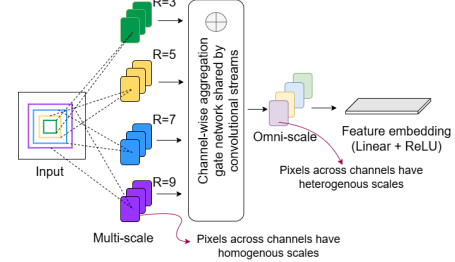 R=3
R=5
R=7
R=9
Input
Multi-scale
Channel-wise aggregation
gate network shared by
convolutional streams
Omni-scale
Feature embedding
(Linear + ReLU)
Pixels across channels have
heterogenous scales
Pixels across channels have
homogenous scales